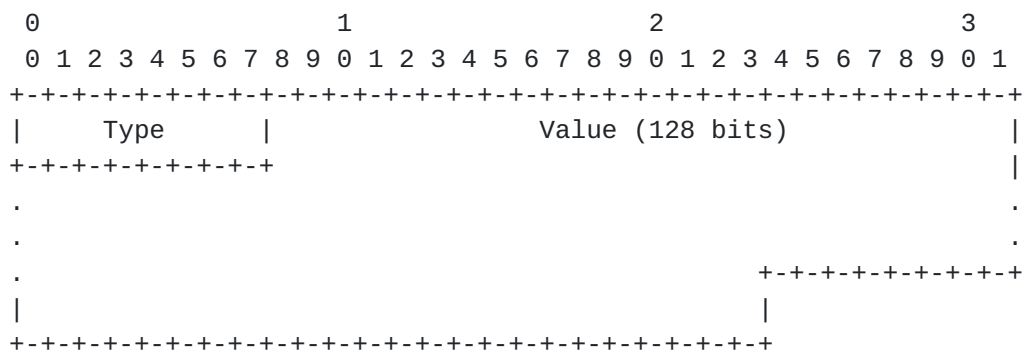 0                   1                   2                   3
 0 1 2 3 4 5 6 7 8 9 0 1 2 3 4 5 6 7 8 9 0 1 2 3 4 5 6 7 8 9 0 1
+-+-+-+-+-+-+-+-+-+-+-+-+-+-+-+-+-+-+-+-+-+-+-+-+-+-+-+-+-+-+-+-+
|     Type      |                 Value (128 bits)              |
+-+-+-+-+-+-+-+-+                                               |
.                                                               .
.                                                               .
.                                               +-+-+-+-+-+-+-+-+
|                                               |
+-+-+-+-+-+-+-+-+-+-+-+-+-+-+-+-+-+-+-+-+-+-+-+-+